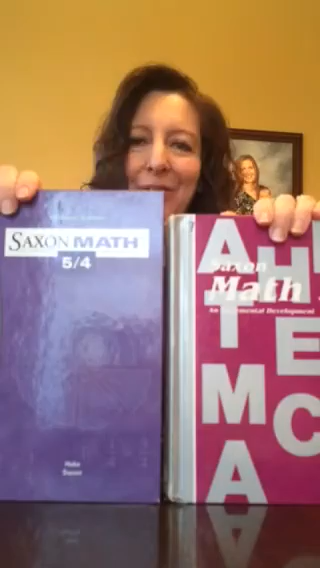 SAXON MATH
5/4
Hake
Saxon
Saxon
Math
An Incremental Development
A H
T
M E
A C